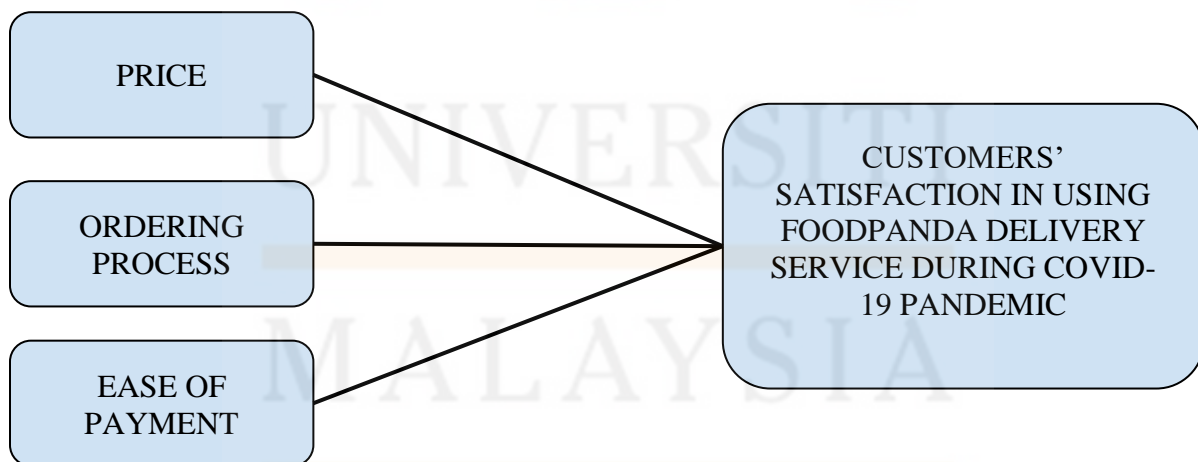 PRICE
ORDERING
PROCESS
EASE OF
PAYMENT
CUSTOMERS’
SATISFACTION IN USING
FOODPANDA DELIVERY
SERVICE DURING COVID-
19 PANDEMIC
UNIVERSITI
MALAYSIA